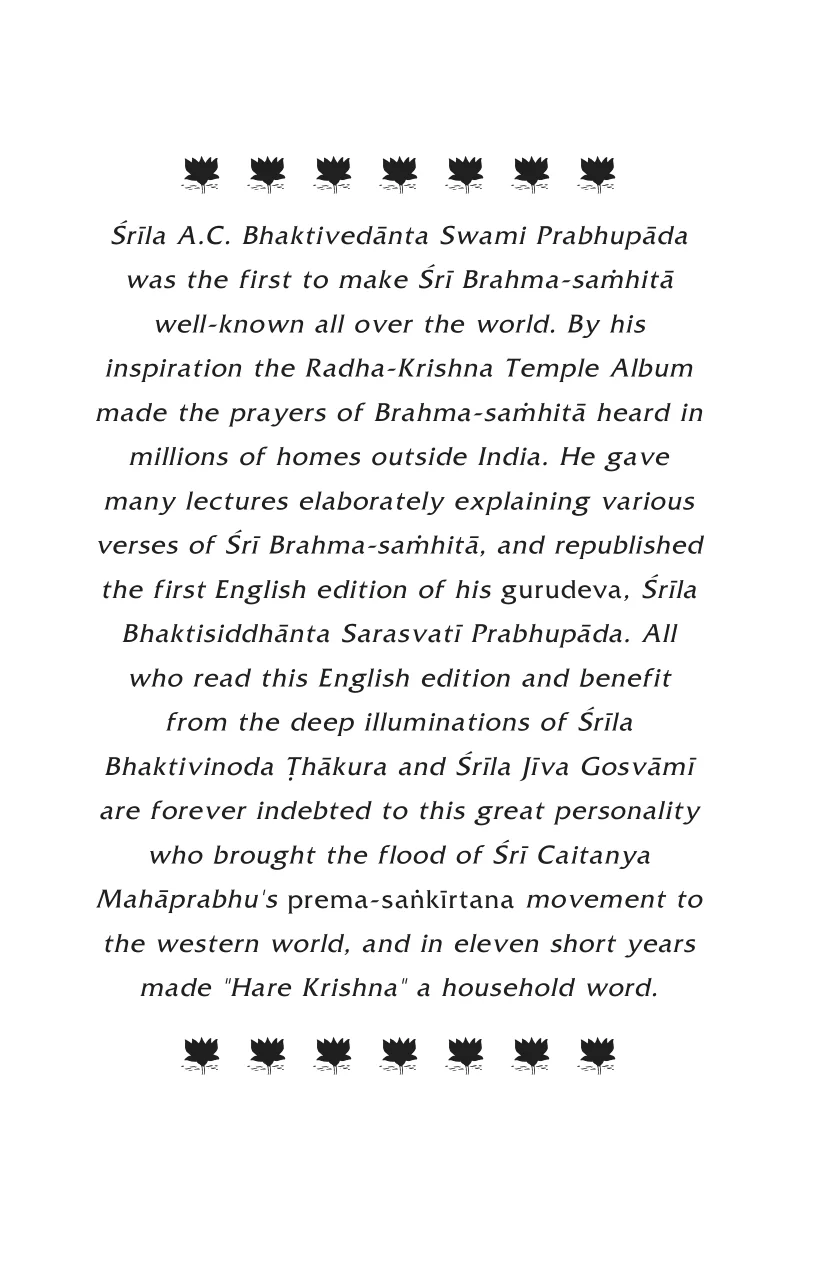 Śrīla A.C. Bhaktivedānta Swami Prabhupāda
was the first to make Śrī Brahma-saṁhitā
well-known all over the world. By his
inspiration the Radha-Krishna Temple Album
made the prayers of Brahma-saṁhitā heard in
millions of homes outside India. He gave
many lectures elaborately explaining various
verses of Śrī Brahma-saṁhitā, and republished
the first English edition of his gurudeva, Śrīla
Bhaktisiddhānta Sarasvatī Prabhupāda. All
who read this English edition and benefit
from the deep illuminations of Śrīla
Bhaktivinoda Ṭhākura and Śrīla Jīva Gosvāmī
are forever indebted to this great personality
who brought the flood of Śrī Caitanya
Mahāprabhu's prema-saṅkīrtana movement to
the western world, and in eleven short years
made "Hare Krishna" a household word.